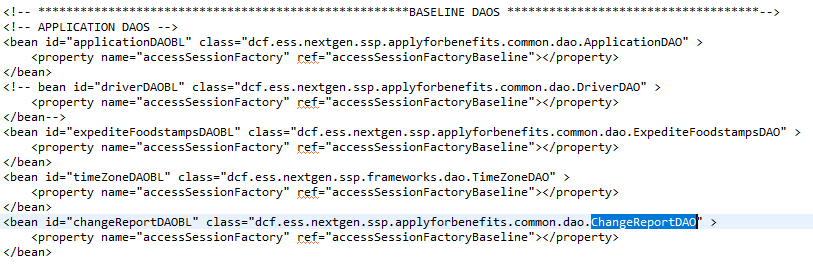 <!-- *****************************************************BASELINE DAOS ************************************-->
<!-- APPLICATION DAOS -->
<bean id="applicationDAOBL" class="dcf.ess.nextgen.ssp.applyforbenefits.common.dao.ApplicationDAO" >
<property name="accessSessionFactory" ref="accessSessionFactoryBaseline"></property>
</bean>
<!-- bean id="driverDAOBL" class="dcf.ess.nextgen.ssp.applyforbenefits.common.dao.DriverDAO" >
<property name="accessSessionFactory" ref="accessSessionFactoryBaseline"></property>
</bean-->
<bean id="expediteFoodstampsDAOBL" class="dcf.ess.nextgen.ssp.applyforbenefits.common.dao.ExpediteFoodstampsDAO" >
<property name="accessSessionFactory" ref="accessSessionFactoryBaseline"></property>
</bean>
<bean id="timeZoneDAOBL" class="dcf.ess.nextgen.ssp.frameworks.dao.TimeZoneDAO" >
<property name="accessSessionFactory" ref="accessSessionFactoryBaseline"></property>
</bean>
<bean id="changeReportDAOBL" class="dcf.ess.nextgen.ssp.applyforbenefits.common.dao.ChangeReportDAO" >
<property name="accessSessionFactory" ref="accessSessionFactoryBaseline"></property>
</bean>